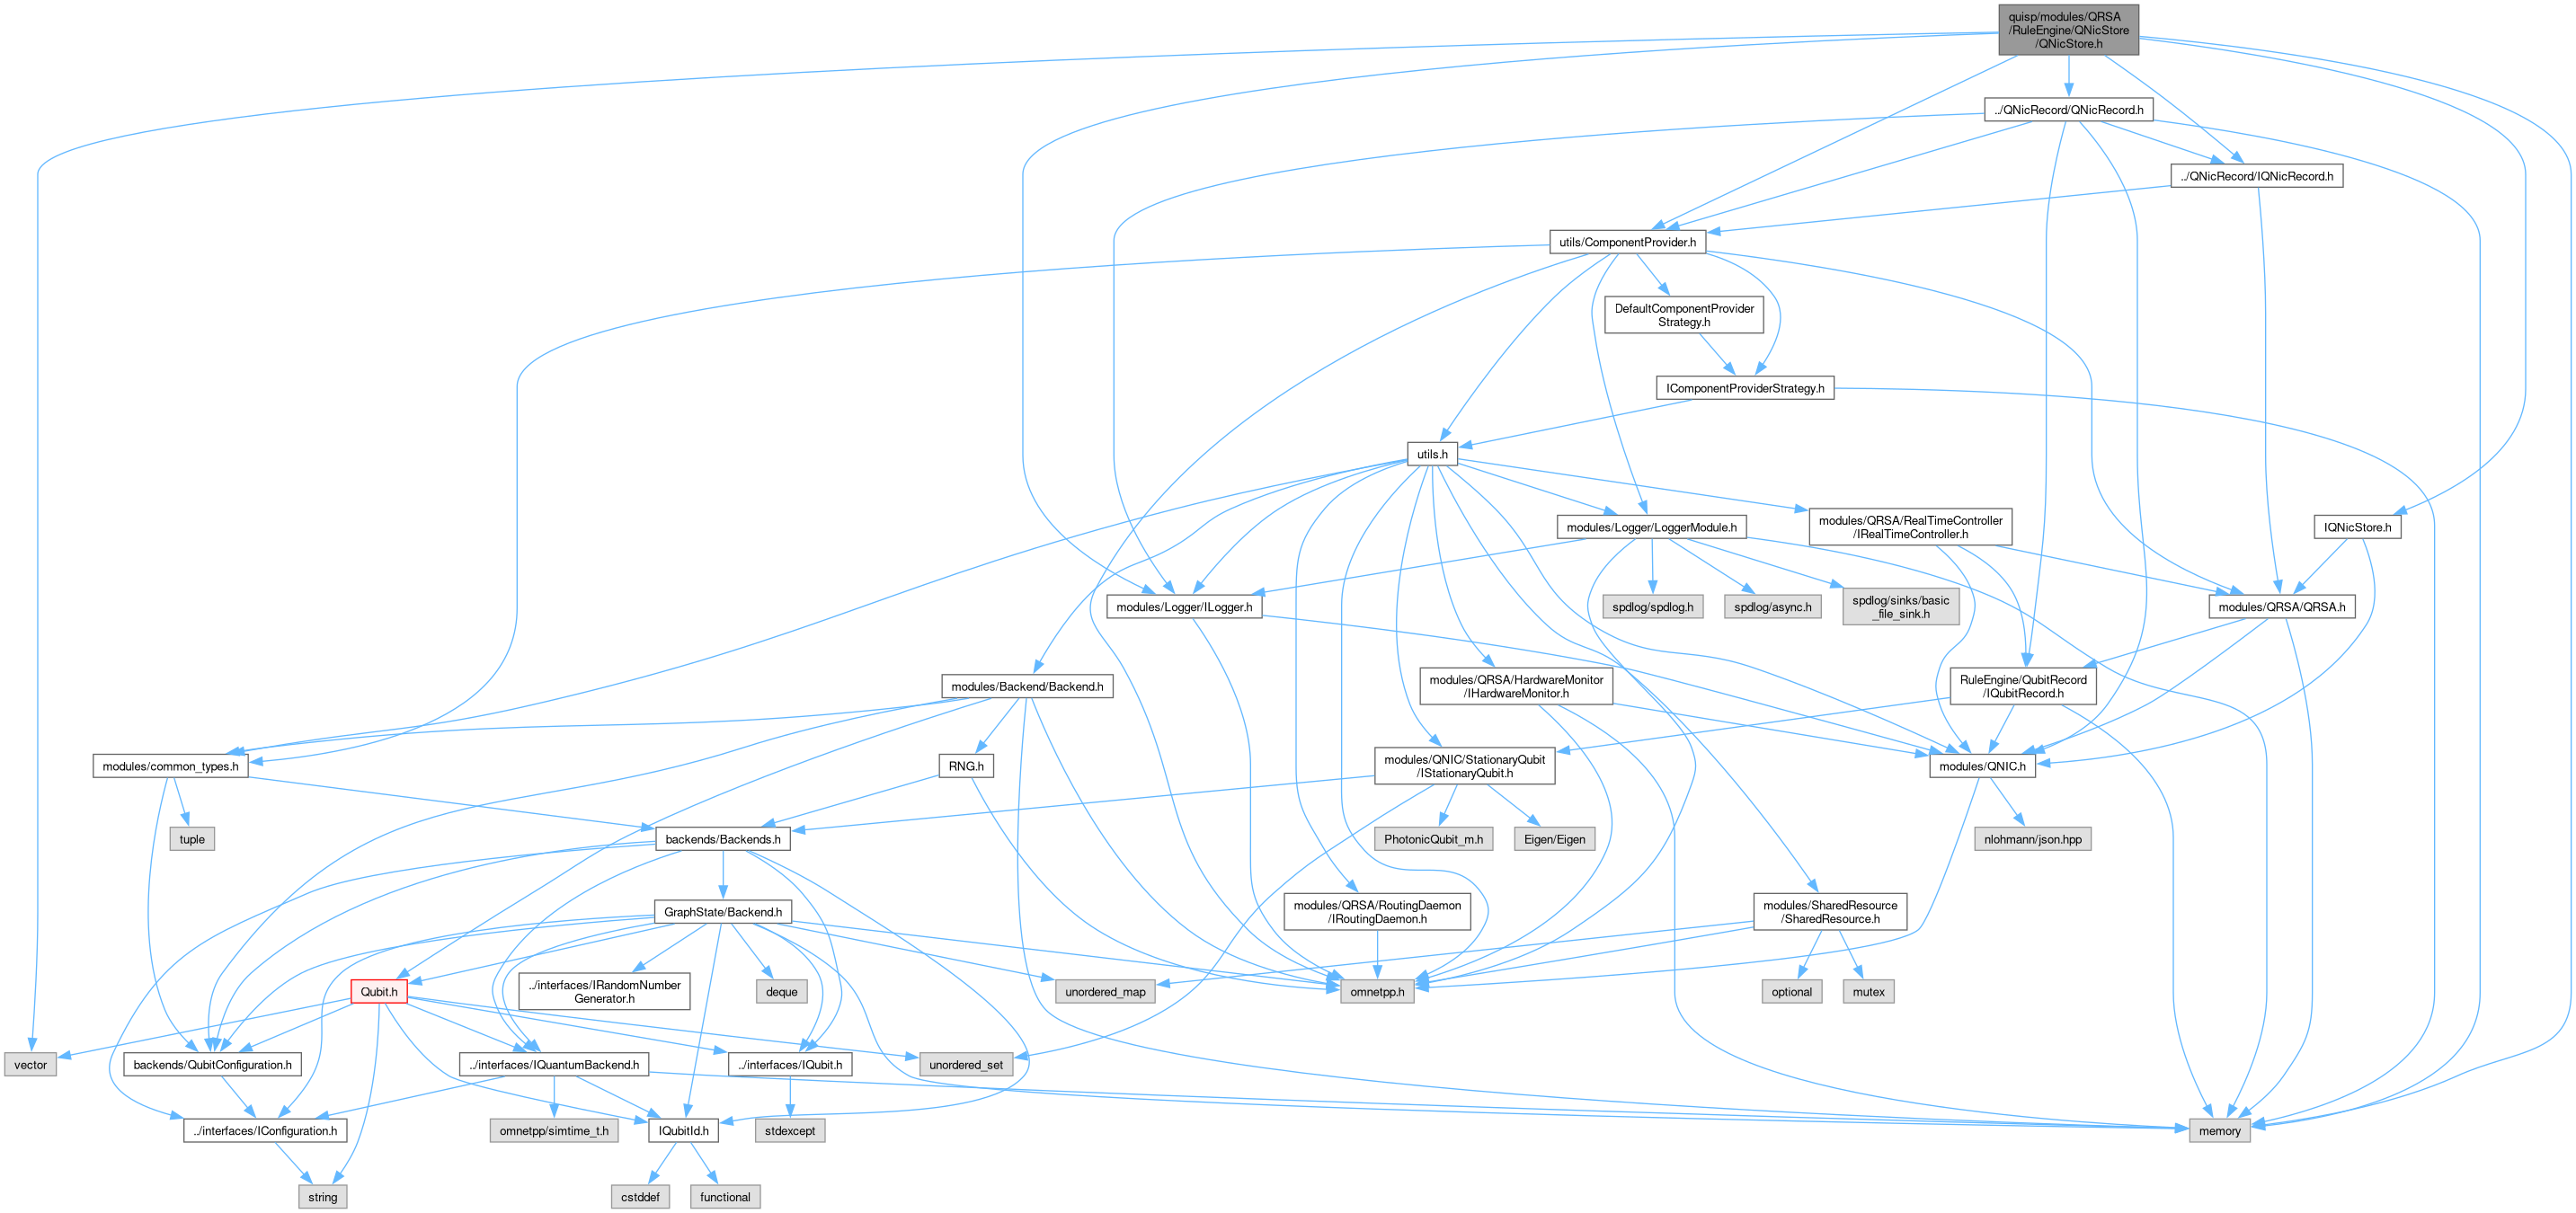 quisp/modules/QRSA
/RuleEngine/QNicStore
/QNicStore.h
../QNicRecord/QNicRecord.h
../QNicRecord/IQNicRecord.h
utils/ComponentProvider.h
DefaultComponentProvider
Strategy.h
IComponentProviderStrategy.h
utils.h
modules/Logger/LoggerModule.h
modules/QRSA/RealTimeController
/IRealTimeController.h
IQNicStore.h
modules/Logger/ILogger.h
spdlog/spdlog.h
spdlog/async.h
spdlog/sinks/basic
_file_sink.h
modules/QRSA/QRSA.h
modules/Backend/Backend.h
modules/QRSA/HardwareMonitor
/IHardwareMonitor.h
RuleEngine/QubitRecord
/IQubitRecord.h
modules/common_types.h
RNG.h
modules/QNIC/StationaryQubit
/IStationaryQubit.h
modules/QNIC.h
tuple
backends/Backends.h
PhotonicQubit_m.h
Eigen/Eigen
nlohmann/json.hpp
GraphState/Backend.h
modules/QRSA/RoutingDaemon
/IRoutingDaemon.h
modules/SharedResource
/SharedResource.h
Qubit.h
../interfaces/IRandomNumber
Generator.h
deque
unordered_map
omnetpp.h
optional
mutex
vector
backends/QubitConfiguration.h
../interfaces/IQuantumBackend.h
../interfaces/IQubit.h
unordered_set
../interfaces/IConfiguration.h
omnetpp/simtime_t.h
IQubitId.h
stdexcept
memory
string
cstddef
functional